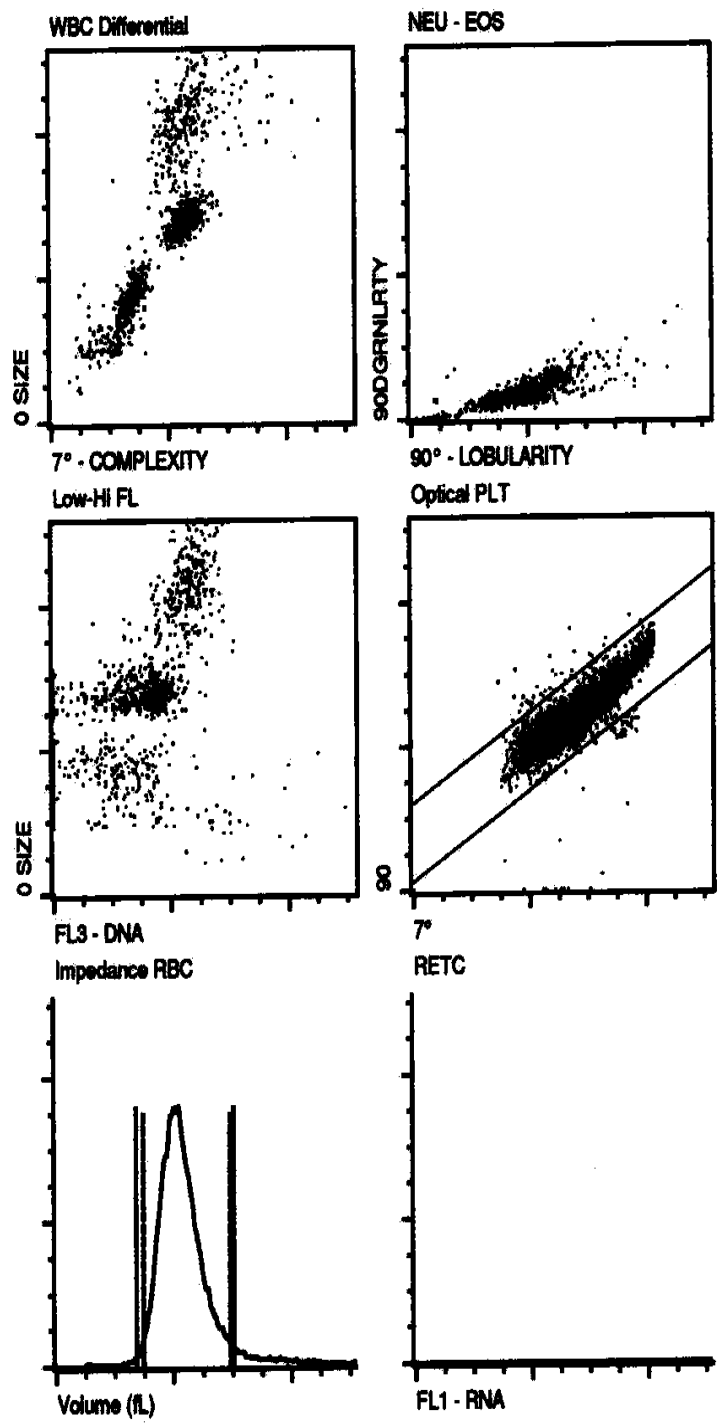 WBC Differential
NEU - EOS
0 SIZE
90DGRNLRTY
7° - COMPLEXITY
90° - LOBULARITY
Low-Hi FL
Optical PLT
0 SIZE
90
FL3 - DNA
7°
Impedance RBC
RETC
Volume (fL)
FL1 - RNA